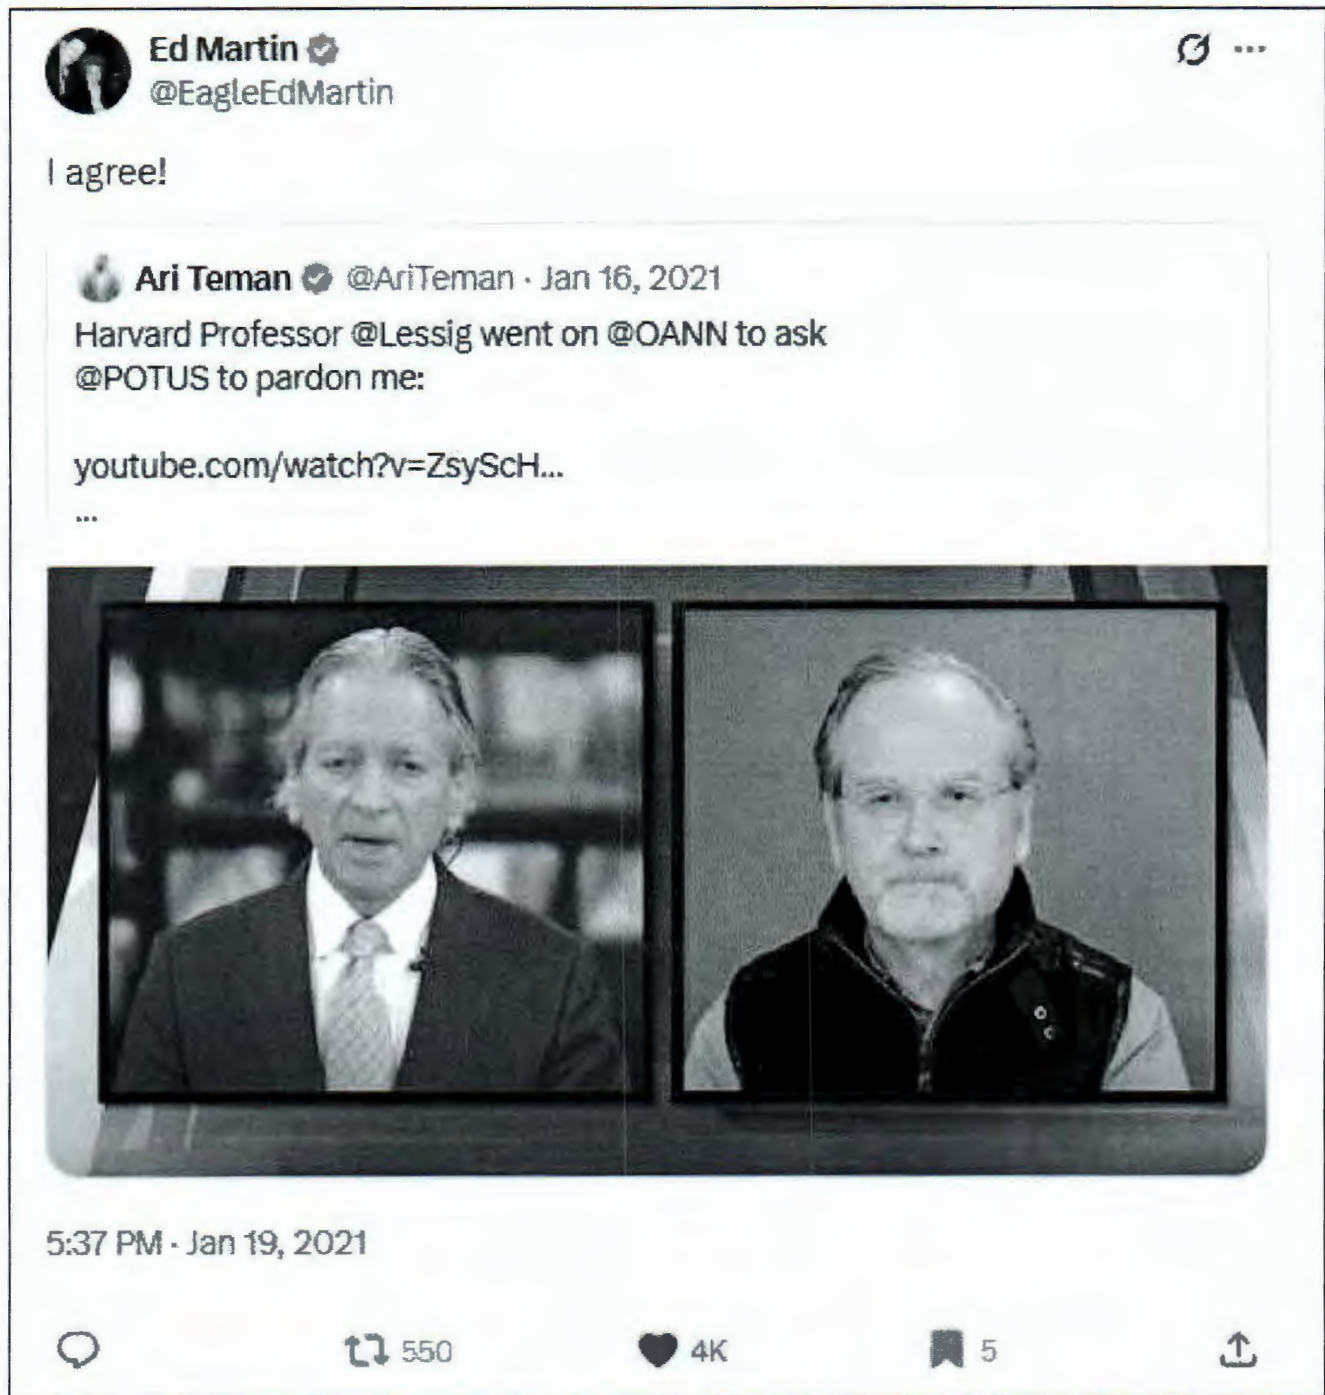 Ed Martin
@EagleEdMartin
I agree!
Ari Teman @AriTeman · Jan 16, 2021
Harvard Professor @Lessig went on @OANN to ask
@POTUS to pardon me:
youtube.com/watch?v=ZsyScH...
...
5:37 PM · Jan 19, 2021
550
4K
5